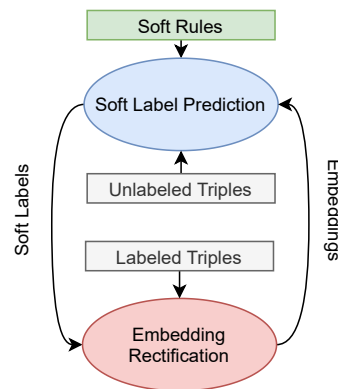 Soft Rules
Soft Label Prediction
Soft Labels
Embeddings
Unlabeled Triples
Labeled Triples
Embedding
Rectification